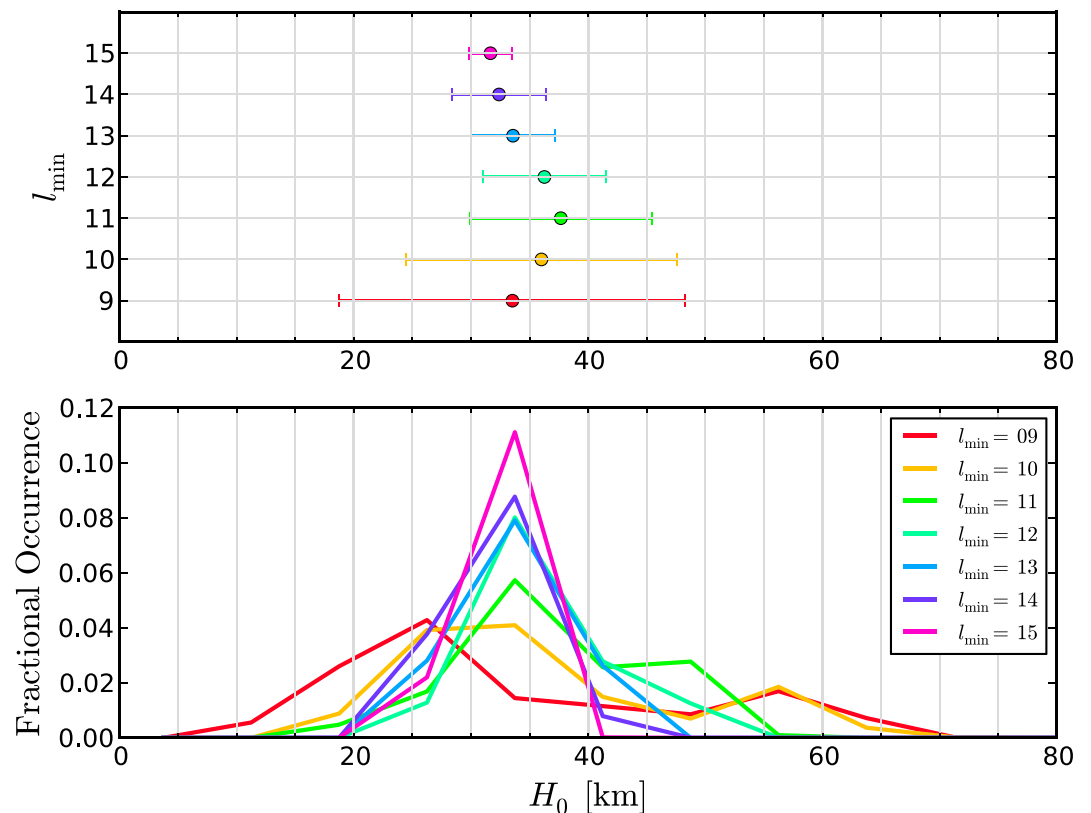 15
14
13
12
11
10
9
l_min
0 20 40 60 80
0.12
0.10
0.08
0.06
0.04
0.02
0.00
Fractional Occurrence
l_min = 09
l_min = 10
l_min = 11
l_min = 12
l_min = 13
l_min = 14
l_min = 15
0 20 40 60 80
H_0 [km]